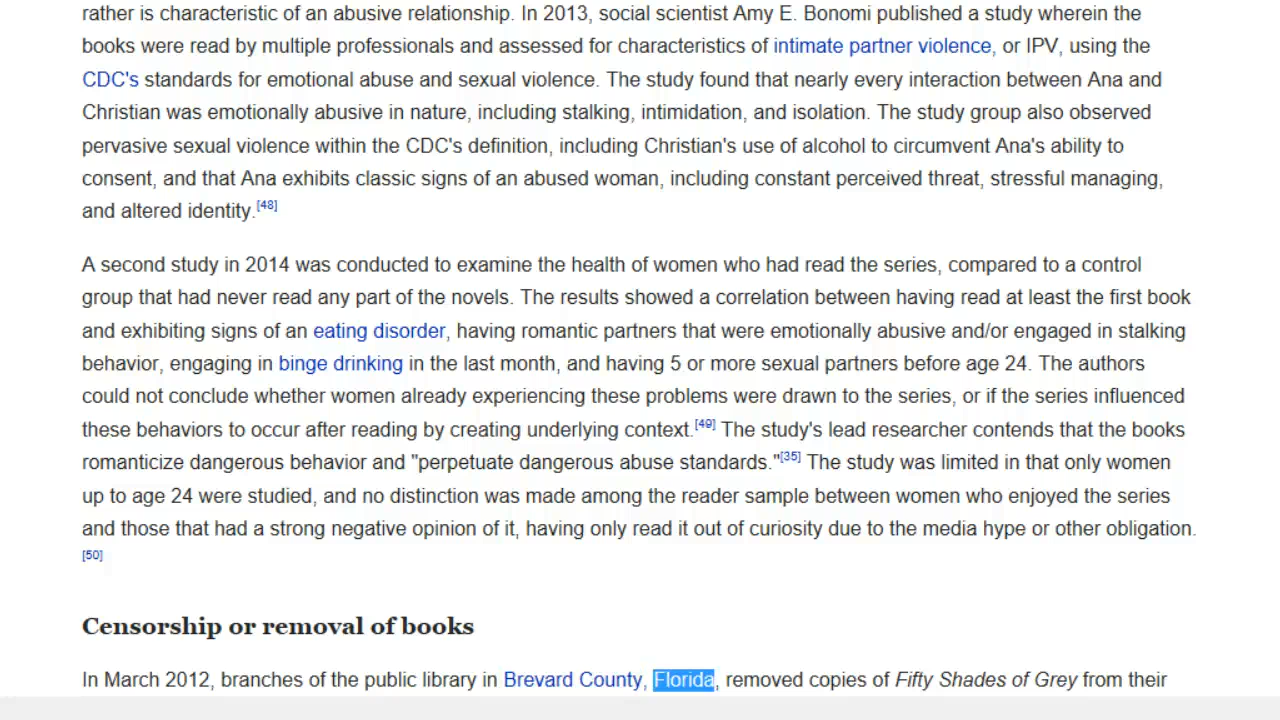 rather is characteristic of an abusive relationship. In 2013, social scientist Amy E. Bonomi published a study wherein the
books were read by multiple professionals and assessed for characteristics of intimate partner violence, or IPV, using the
CDC's standards for emotional abuse and sexual violence. The study found that nearly every interaction between Ana and
Christian was emotionally abusive in nature, including stalking, intimidation, and isolation. The study group also observed
pervasive sexual violence within the CDC's definition, including Christian's use of alcohol to circumvent Ana's ability to
consent, and that Ana exhibits classic signs of an abused woman, including constant perceived threat, stressful managing,
and altered identity.[48]
A second study in 2014 was conducted to examine the health of women who had read the series, compared to a control
group that had never read any part of the novels. The results showed a correlation between having read at least the first book
and exhibiting signs of an eating disorder, having romantic partners that were emotionally abusive and/or engaged in stalking
behavior, engaging in binge drinking in the last month, and having 5 or more sexual partners before age 24. The authors
could not conclude whether women already experiencing these problems were drawn to the series, or if the series influenced
these behaviors to occur after reading by creating underlying context.[49] The study's lead researcher contends that the books
romanticize dangerous behavior and "perpetuate dangerous abuse standards."[35] The study was limited in that only women
up to age 24 were studied, and no distinction was made among the reader sample between women who enjoyed the series
and those that had a strong negative opinion of it, having only read it out of curiosity due to the media hype or other obligation.
[50]
Censorship or removal of books
In March 2012, branches of the public library in Brevard County, Florida, removed copies of Fifty Shades of Grey from their